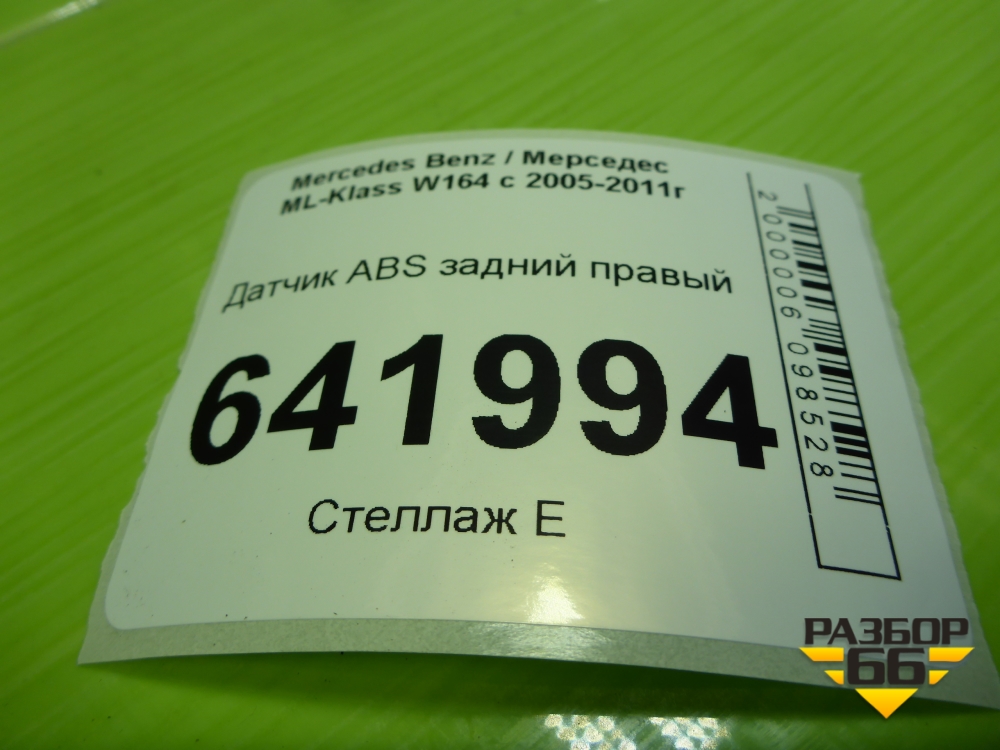 Mercedes Benz / Мерседес
ML-Klass W164 с 2005-2011г
Датчик ABS задний правый
641994
Стеллаж Е
2000006098528
РАЗБОР
66